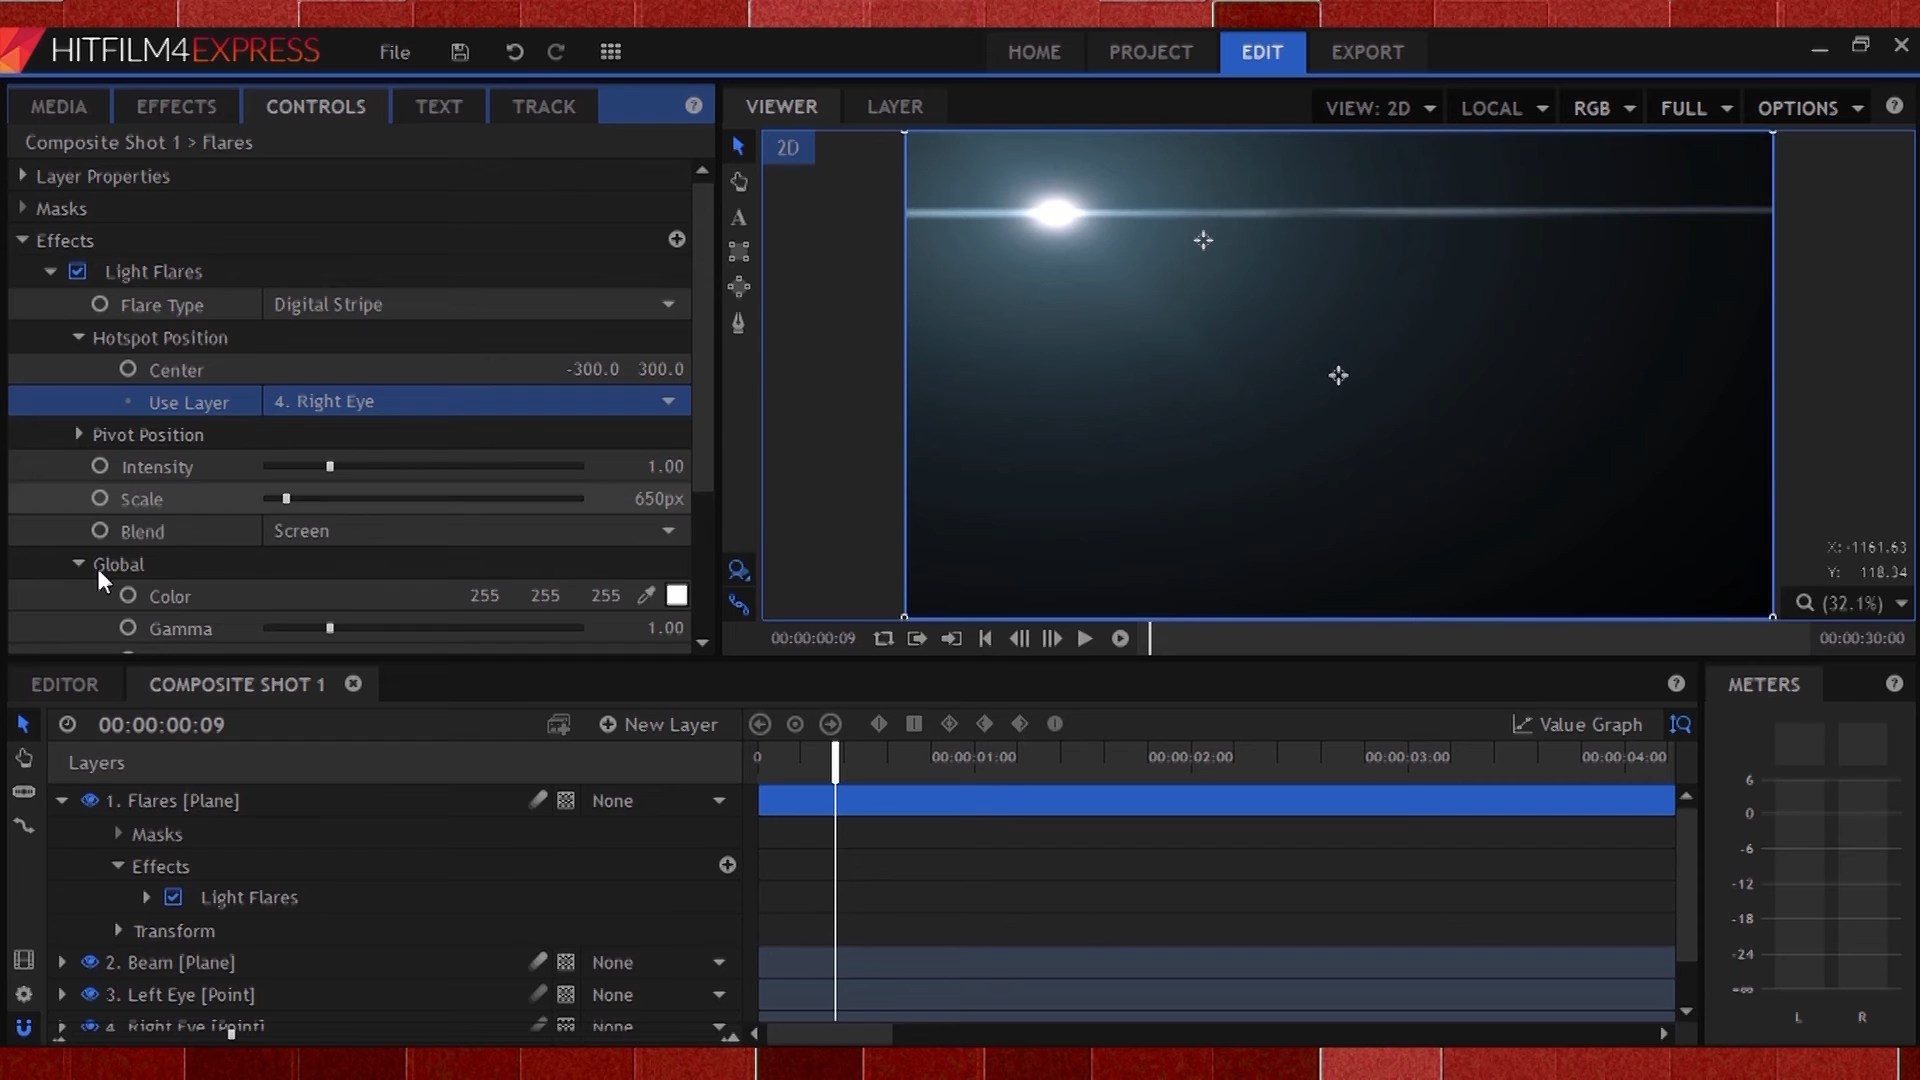 HITFILM4EXPRESS File HOME PROJECT EDIT EXPORT
MEDIA EFFECTS CONTROLS TEXT TRACK
Composite Shot 1 > Flares
Layer Properties
Masks
Effects
Light Flares
Flare Type Digital Stripe
Hotspot Position
Center -300.0 300.0
Use Layer 4. Right Eye
Pivot Position
Intensity 1.00
Scale 650px
Blend Screen
Global
Color 255 255 255
Gamma 1.00
VIEWER LAYER VIEW: 2D LOCAL RGB FULL OPTIONS
2D
A
X: -1161.63
Y: 118.34
(32.1%)
00:00:00:09 00:00:30:00
EDITOR COMPOSITE SHOT 1
00:00:00:09 New Layer Value Graph
Layers
0 00:00:01:00 00:00:02:00 00:00:03:00 00:00:04:00
1. Flares [Plane] None
Masks
Effects
Light Flares
Transform
2. Beam [Plane] None
3. Left Eye [Point] None
4. Right Eye [Point] None
METERS
6
0
-6
-12
-18
-24
-∞
L R